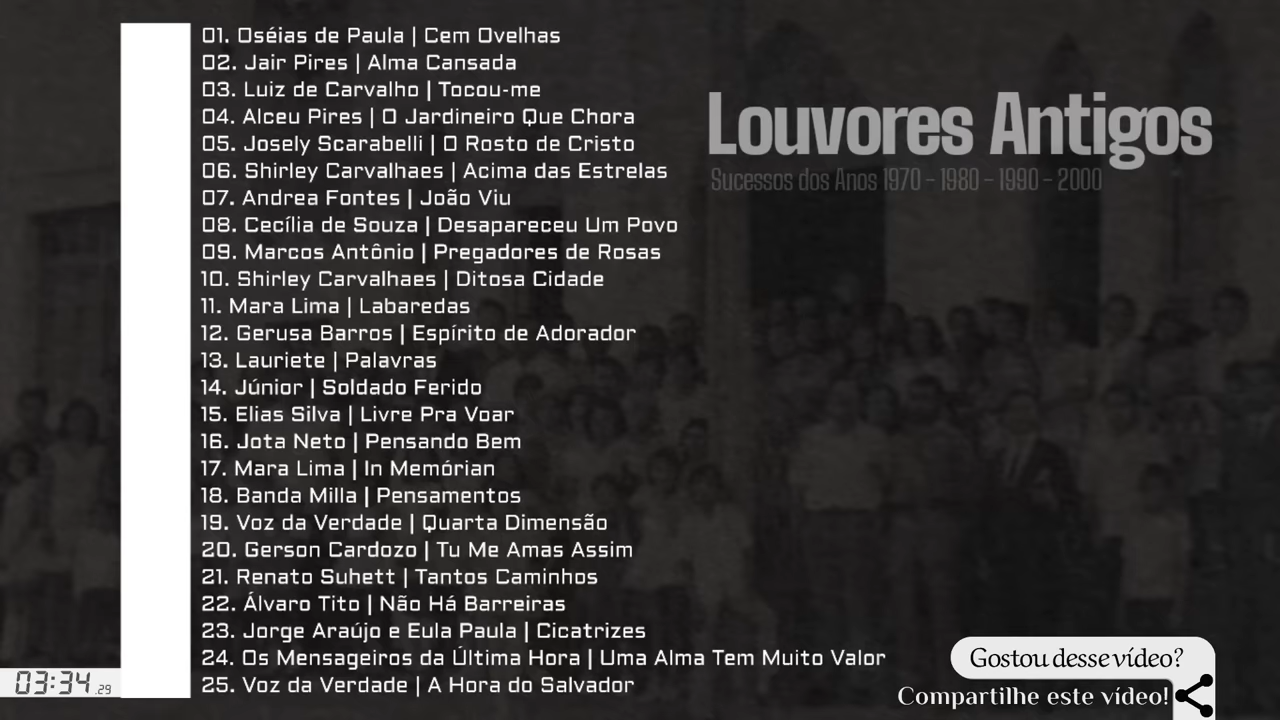 01. Oséias de Paula | Cem Ovelhas
02. Jair Pires | Alma Cansada
03. Luiz de Carvalho | Tocou-me
04. Alceu Pires | O Jardineiro Que Chora
05. Josely Scarabelli | O Rosto de Cristo
06. Shirley Carvalhaes | Acima das Estrelas
07. Andrea Fontes | João Viu
08. Cecília de Souza | Desapareceu Um Povo
09. Marcos Antônio | Pregadores de Rosas
10. Shirley Carvalhaes | Ditosa Cidade
11. Mara Lima | Labaredas
12. Gerusa Barros | Espírito de Adorador
13. Lauriete | Palavras
14. Júnior | Soldado Ferido
15. Elias Silva | Livre Pra Voar
16. Jota Neto | Pensando Bem
17. Mara Lima | In Memórian
18. Banda Milla | Pensamentos
19. Voz da Verdade | Quarta Dimensão
20. Gerson Cardozo | Tu Me Amas Assim
21. Renato Suhett | Tantos Caminhos
22. Álvaro Tito | Não Há Barreiras
23. Jorge Araújo e Eula Paula | Cicatrizes
24. Os Mensageiros da Última Hora | Uma Alma Tem Muito Valor
25. Voz da Verdade | A Hora do Salvador
Louvores Antigos
Sucessos dos Anos 1970 - 1980 - 1990 - 2000
03:34.29
Gostou desse vídeo?
Compartilhe este vídeo!